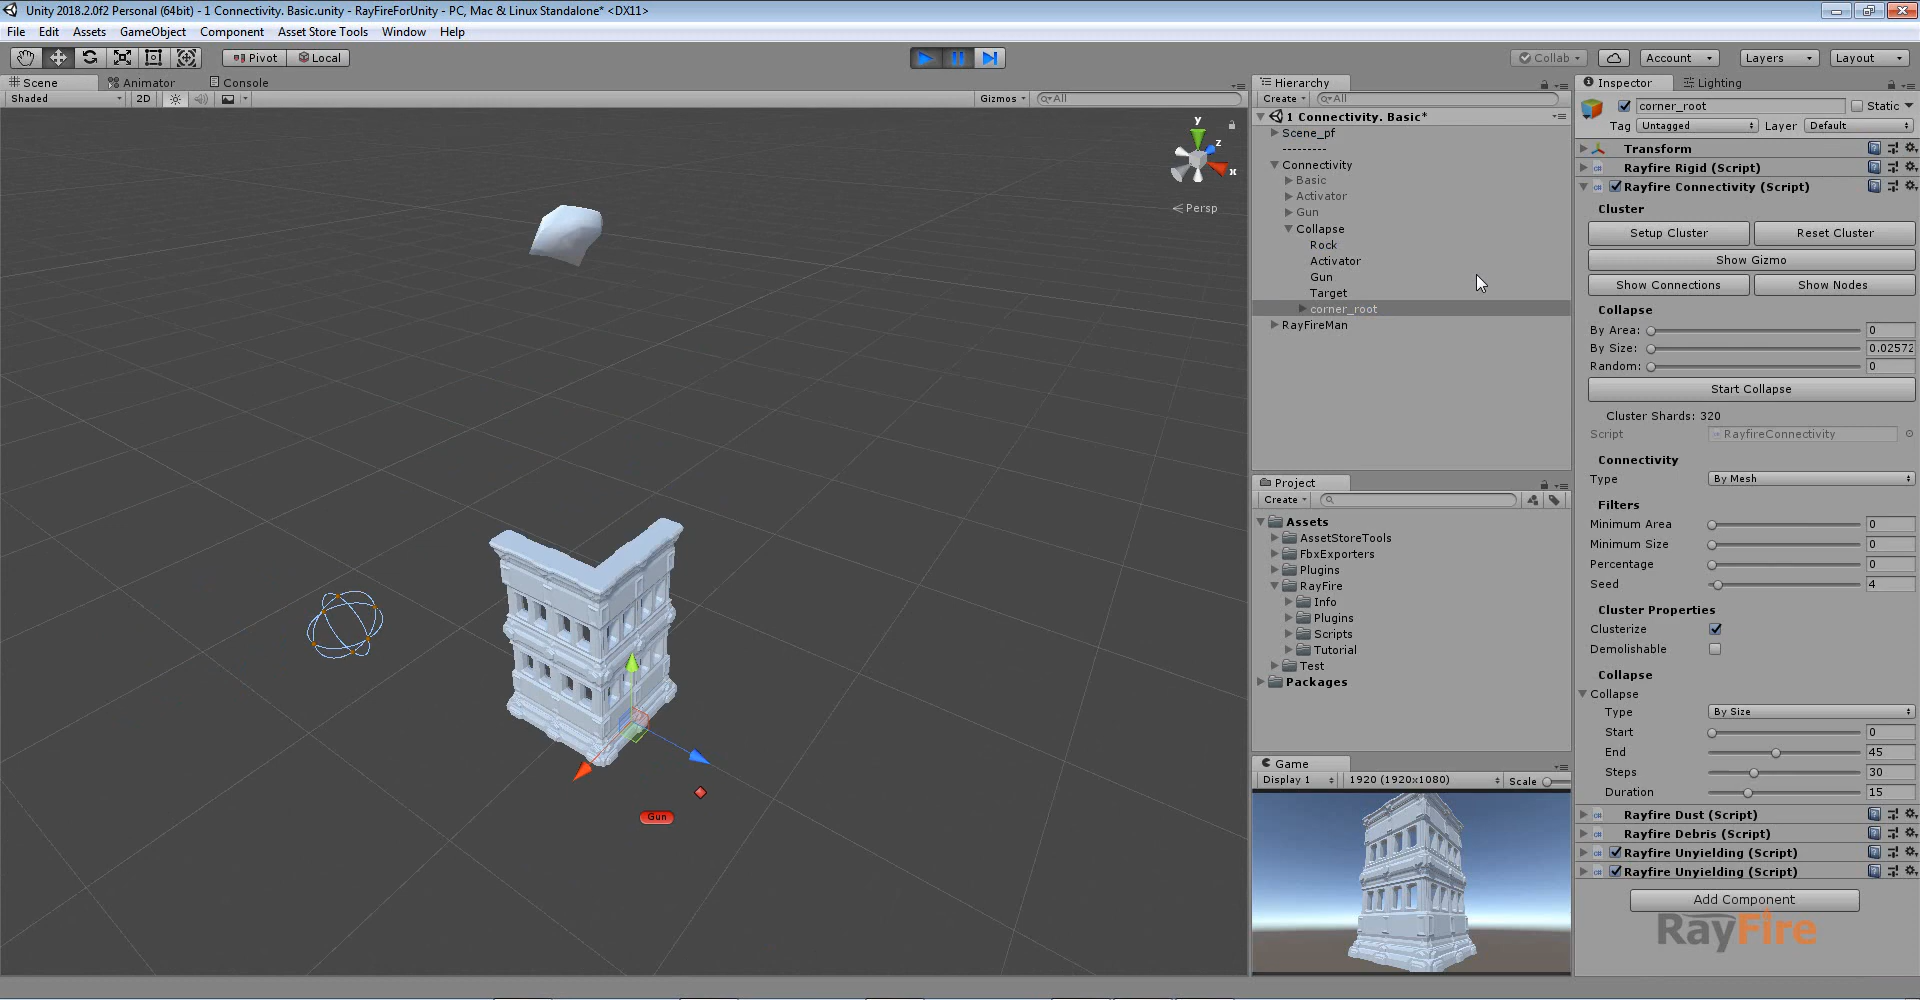 Unity 2018.2.0f2 Personal (64bit) - 1 Connectivity. Basic.unity - RayFireForUnity - PC, Mac & Linux Standalone* <DX11>
File Edit Assets GameObject Component Asset Store Tools Window Help
Pivot Local
Collab Account Layers Layout
Scene Animator Console
Shaded 2D Gizmos All
y
z
x
Persp
Gun
Hierarchy
Create All
1 Connectivity. Basic*
Scene_pf
---------
Connectivity
Basic
Activator
Gun
Collapse
Rock
Activator
Gun
Target
corner_root
RayFireMan
Project
Create
Assets
AssetStoreTools
FbxExporters
Plugins
RayFire
Info
Plugins
Scripts
Tutorial
Test
Packages
Game
Display 1 1920 (1920x1080) Scale
Inspector Lighting
corner_root Static
Tag Untagged Layer Default
Transform
Rayfire Rigid (Script)
Rayfire Connectivity (Script)
Cluster
Setup Cluster Reset Cluster
Show Gizmo
Show Connections Show Nodes
Collapse
By Area: 0
By Size: 0.02572
Random: 0
Start Collapse
Cluster Shards: 320
Script RayfireConnectivity
Connectivity
Type By Mesh
Filters
Minimum Area 0
Minimum Size 0
Percentage 0
Seed 4
Cluster Properties
Clusterize
Demolishable
Collapse
Collapse
Type By Size
Start 0
End 45
Steps 30
Duration 15
Rayfire Dust (Script)
Rayfire Debris (Script)
Rayfire Unyielding (Script)
Rayfire Unyielding (Script)
Add Component
RayFire